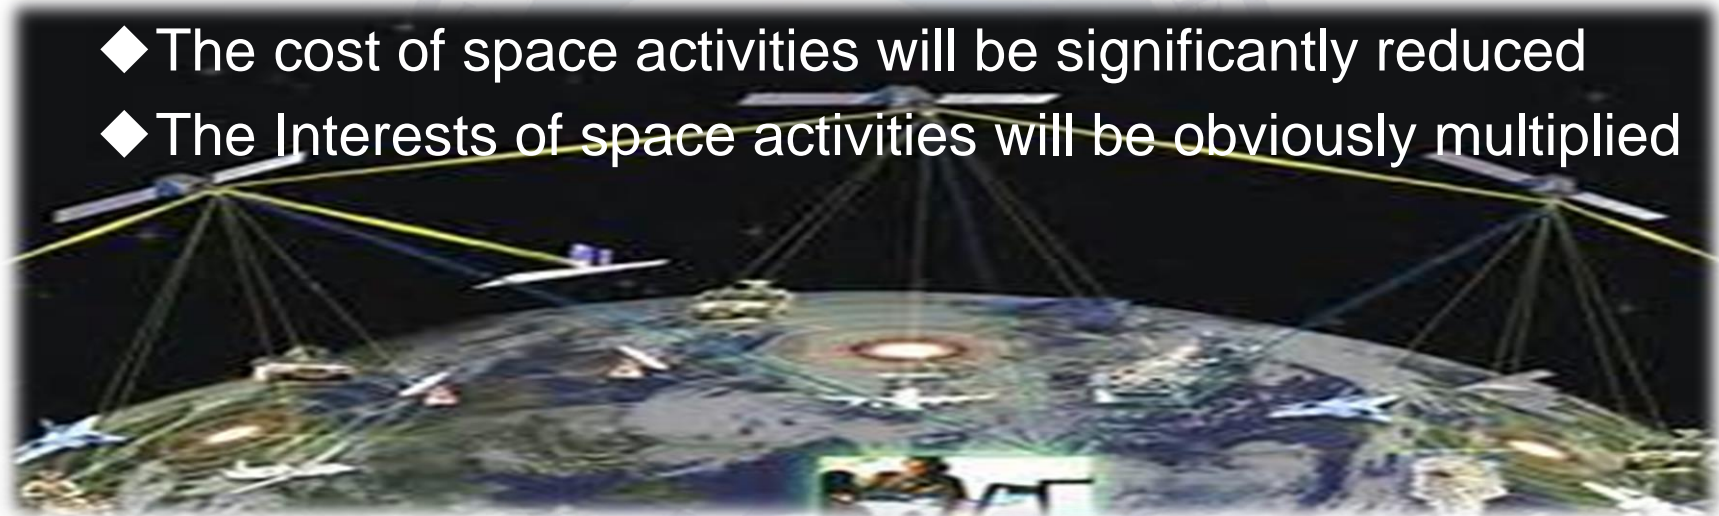 ◆The cost of space activities will be significantly reduced
◆The Interests of space activities will be obviously multiplied